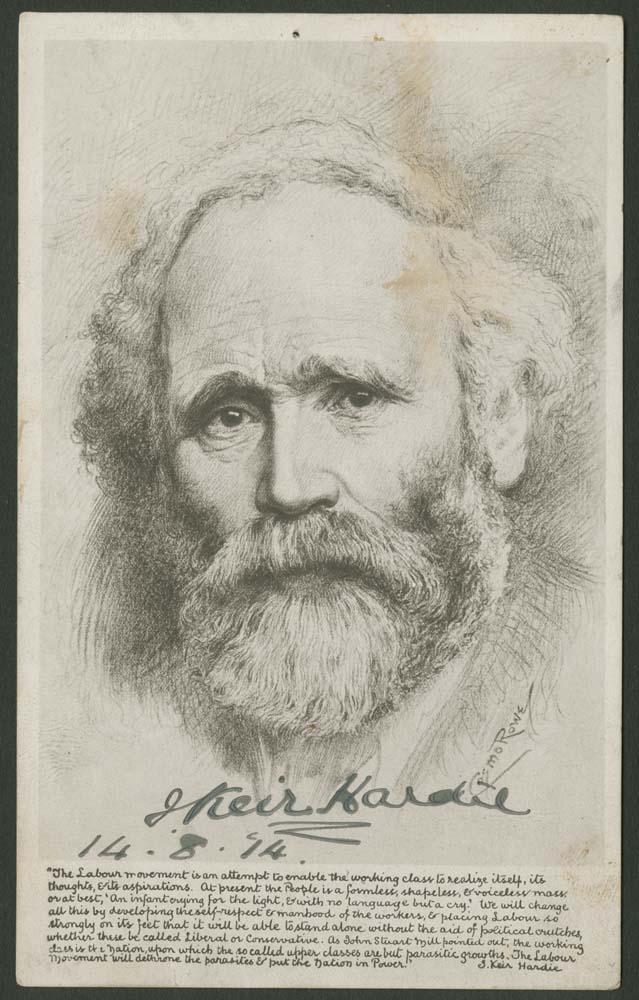 Cosmo Rowe
J Keir Hardie
14 . 8 . 14.
"The Labour movement is an attempt to enable the working class to realize itself, its
thoughts, & its aspirations. At present the People is a formless, shapeless, & voiceless mass,
or at best, 'An infant crying for the light, & with no language but a cry.' We will change
all this by developing the self-respect & manhood of the workers, & placing Labour so
strongly on its feet that it will be able to stand alone without the aid of political crutches,
whether these be called Liberal or Conservative. As John Stuart Mill pointed out, the working
class is the Nation, upon which the so called upper classes are but parasitic growths. The Labour
Movement will dethrone the parasites & put the Nation in Power."
J. Keir Hardie